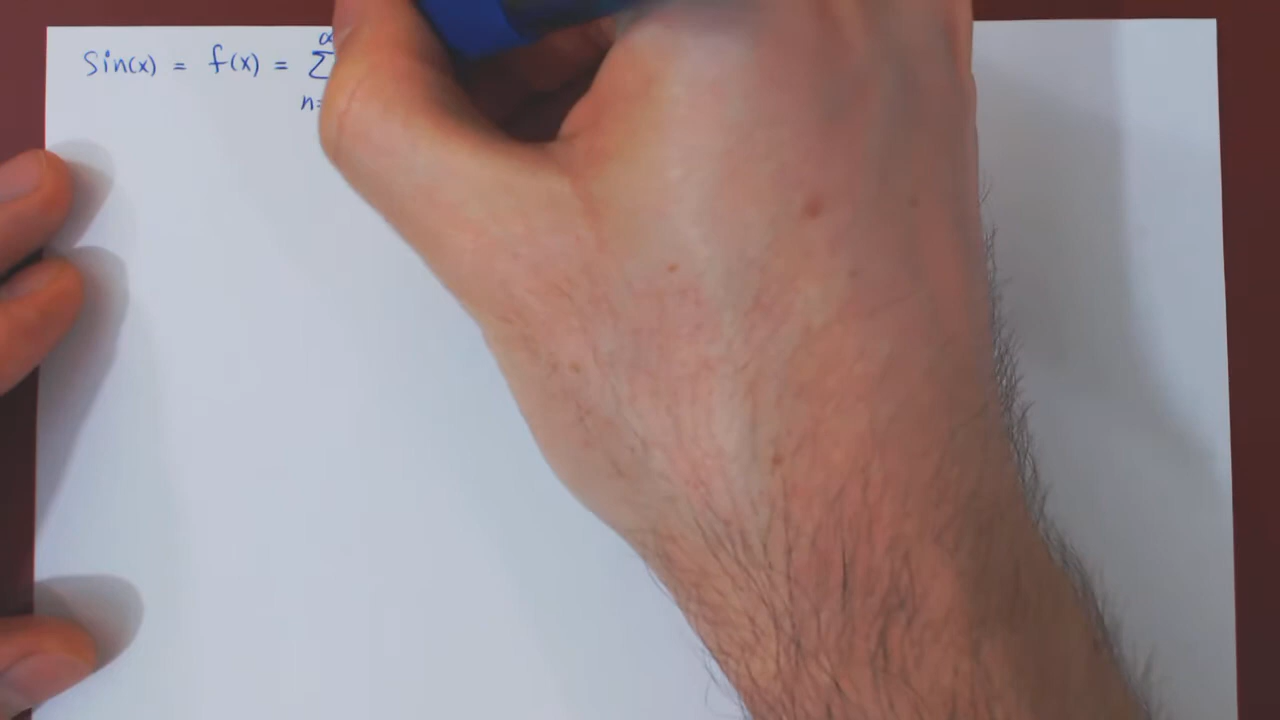 Sin(x) = f(x) = ∞ Σ n=